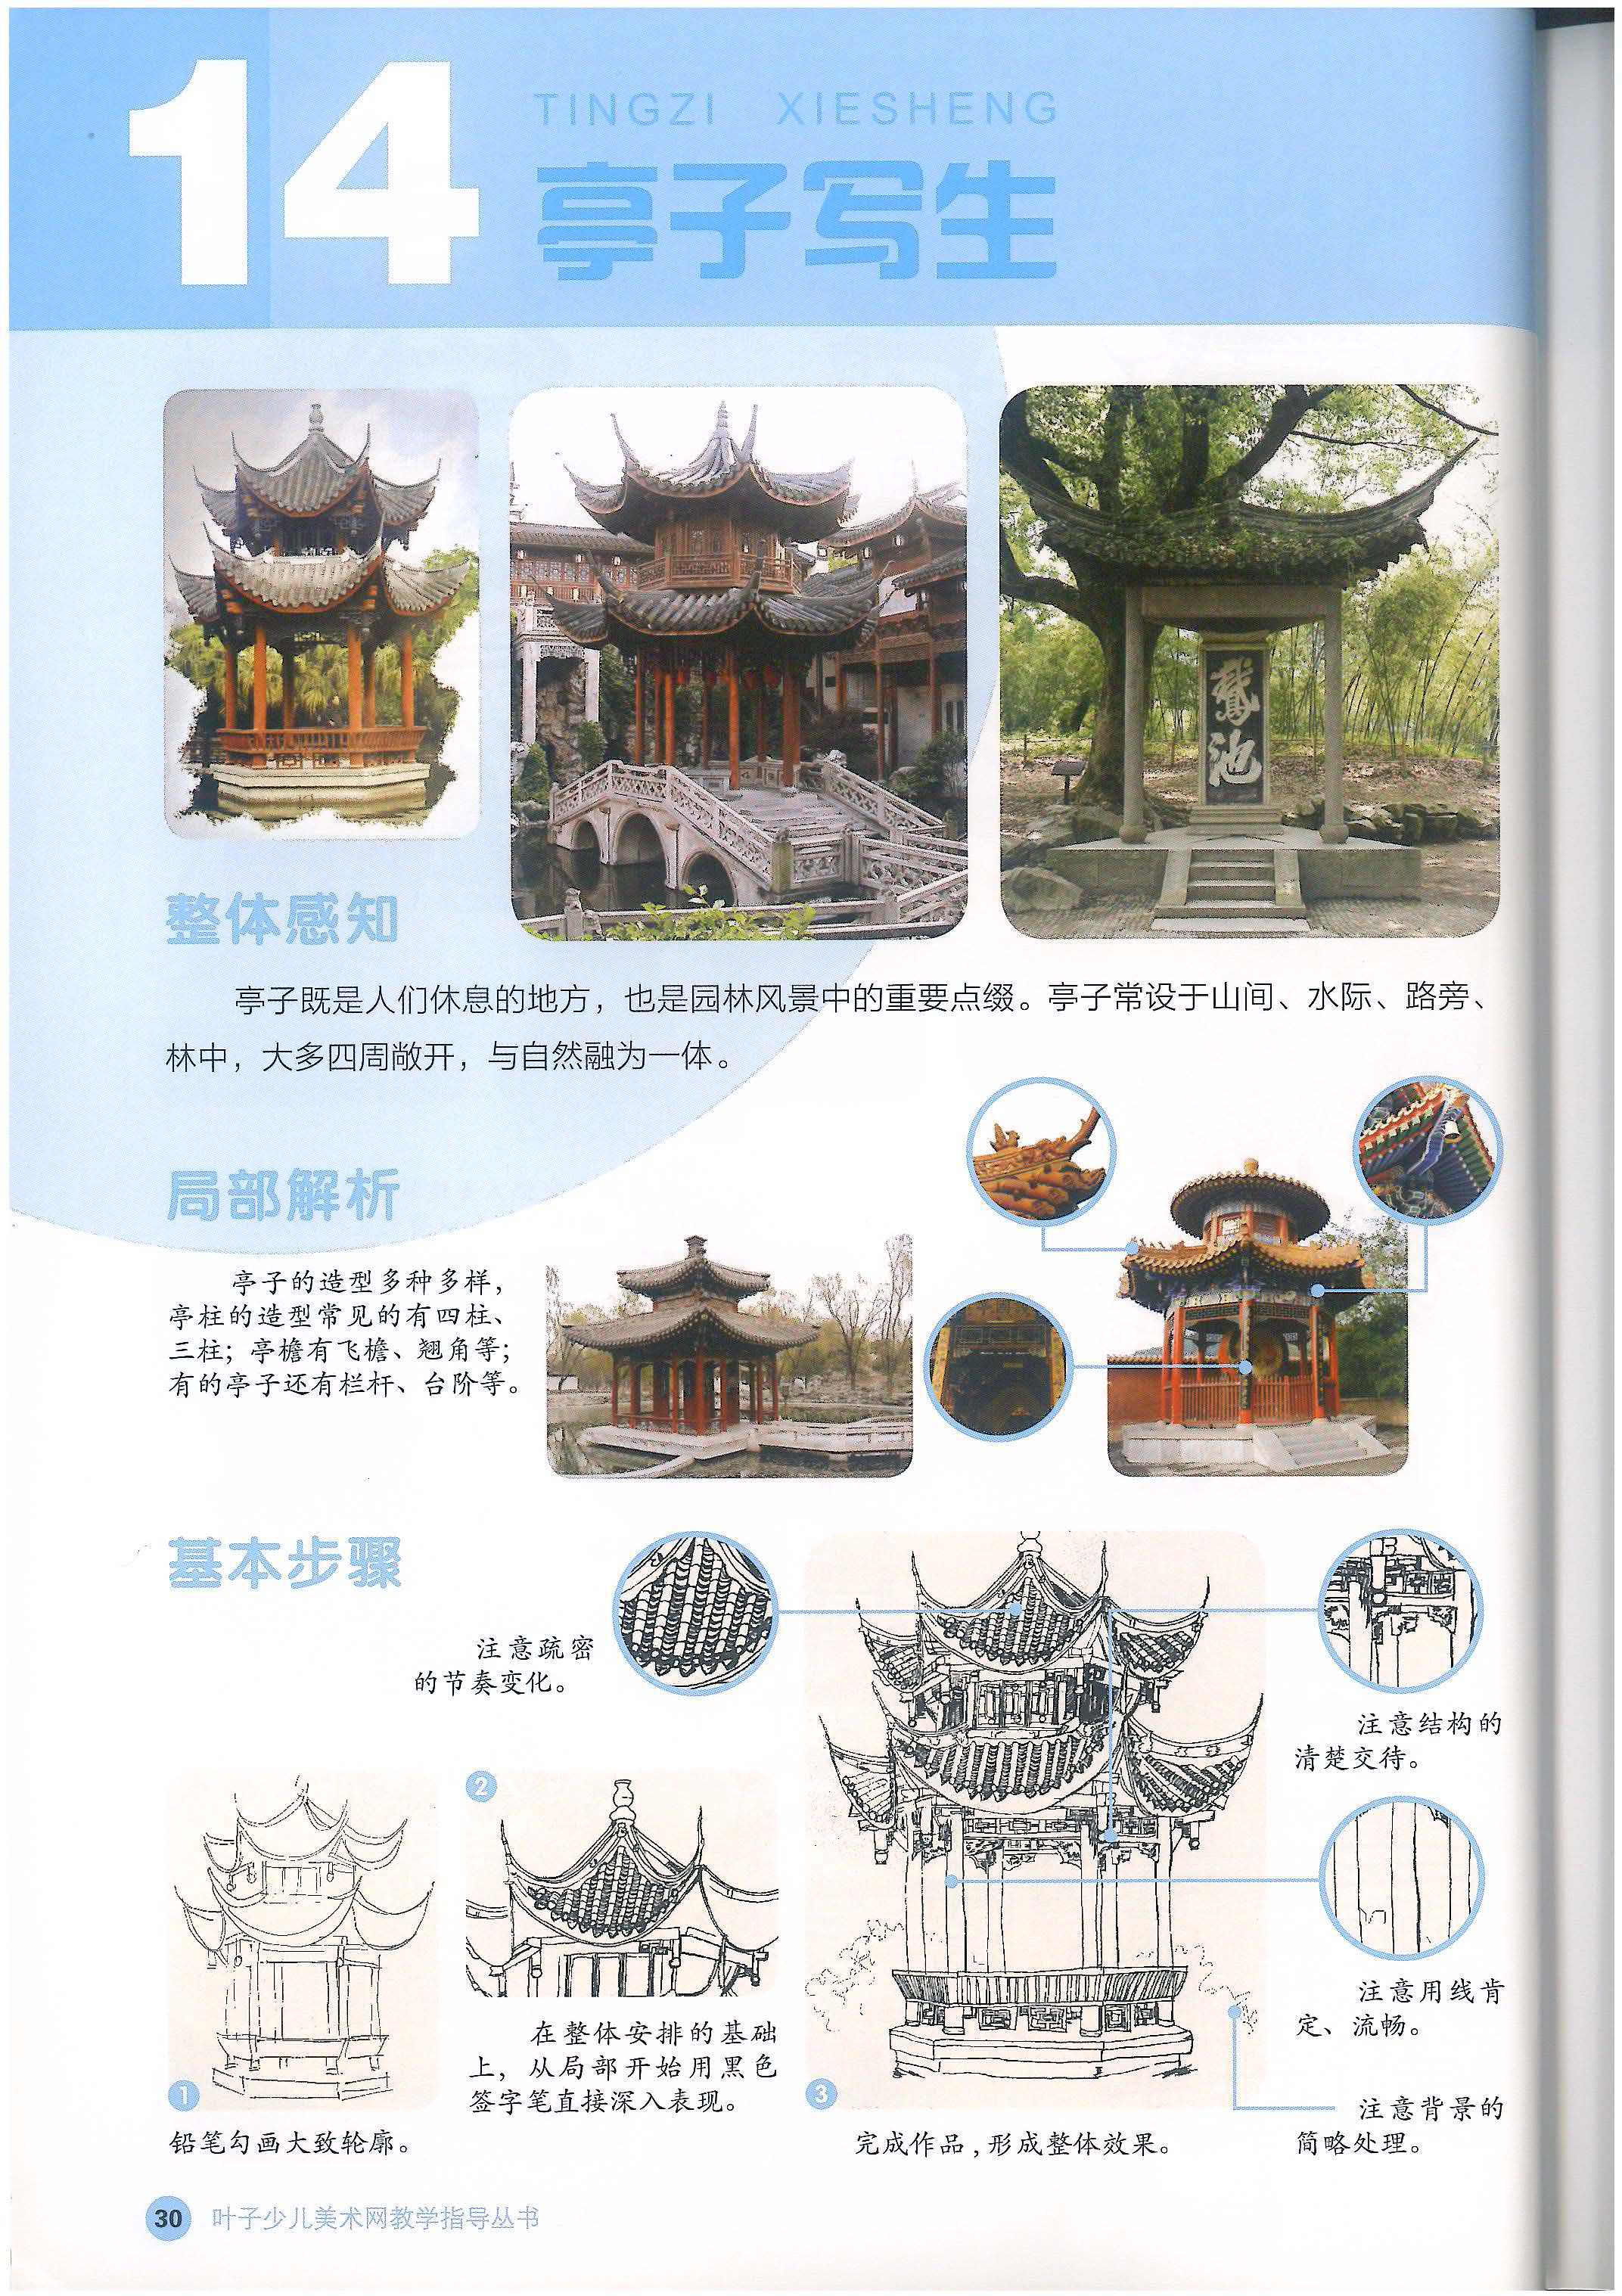 14
TINGZI XIESHENG
亭子写生
鹅
池
整体感知
亭子既是人们休息的地方，也是园林风景中的重要点缀。亭子常设于山间、水际、路旁、
林中，大多四周敞开，与自然融为一体。
局部解析
亭子的造型多种多样，
亭柱的造型常见的有四柱、
三柱；亭檐有飞檐、翘角等；
有的亭子还有栏杆、台阶等。
基本步骤
注意疏密
的节奏变化。
注意结构的
清楚交待。
注意用线肯
定、流畅。
注意背景的
简略处理。
1
铅笔勾画大致轮廓。
2
在整体安排的基础
上，从局部开始用黑色
签字笔直接深入表现。
3
完成作品，形成整体效果。
30 叶子少儿美术网教学指导丛书